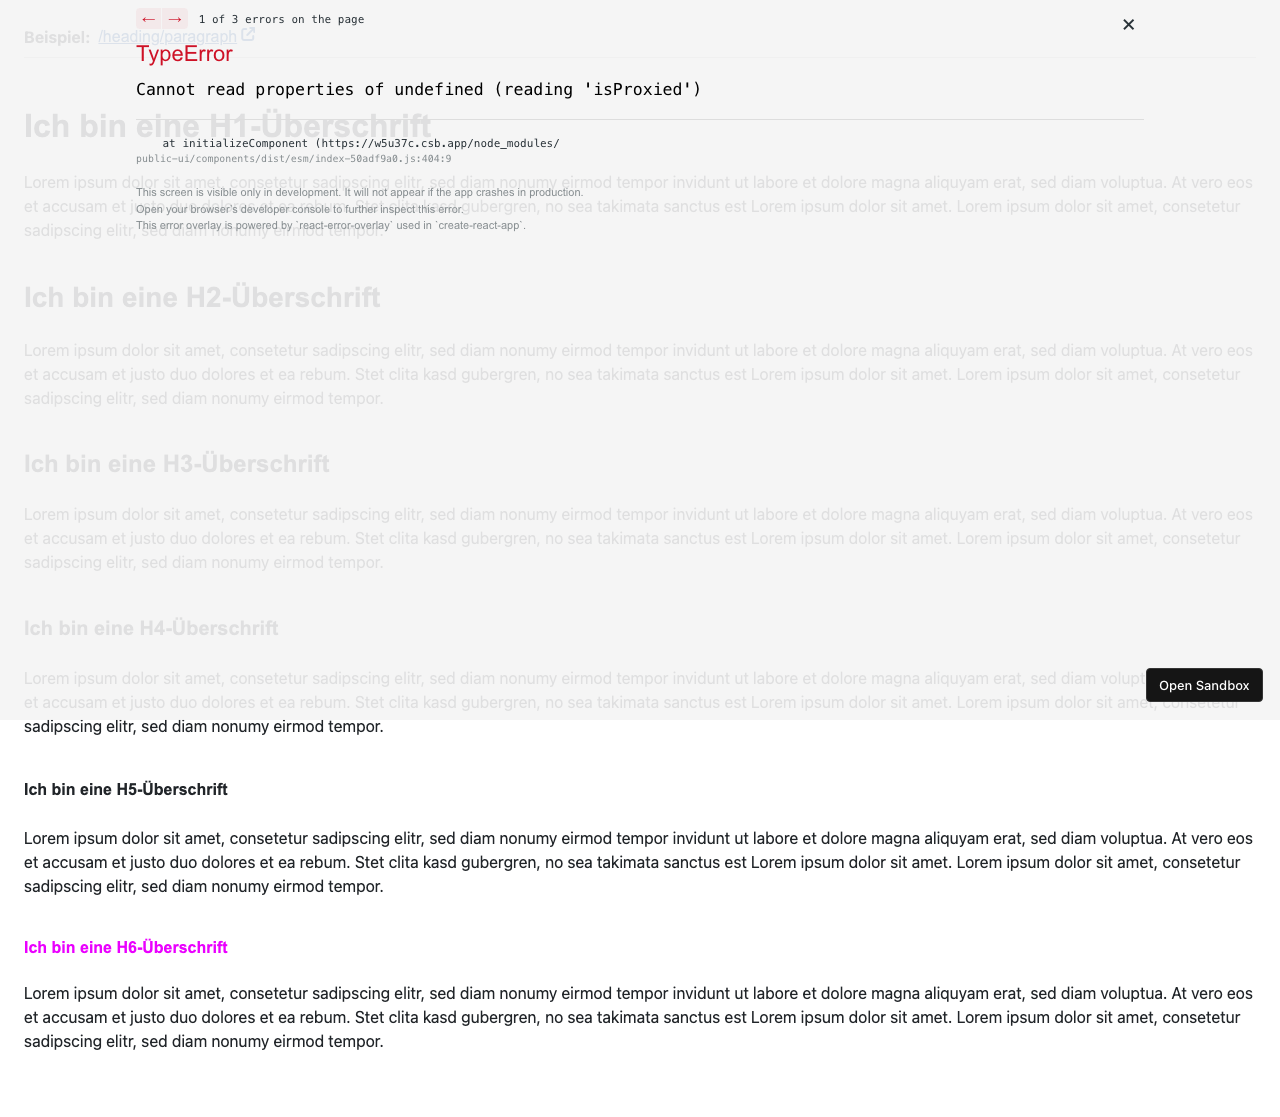 ← → 1 of 3 errors on the page
Beispiel: /heading/paragraph
TypeError
Cannot read properties of undefined (reading 'isProxied')
Ich bin eine H1-Überschrift
at initializeComponent (https://w5u37c.csb.app/node_modules/
public-ui/components/dist/esm/index-50adf9a0.js:404:9
Lorem ipsum dolor sit amet, consetetur sadipscing elitr, sed diam nonumy eirmod tempor invidunt ut labore et dolore magna aliquyam erat, sed diam voluptua. At vero eos
This screen is visible only in development. It will not appear if the app crashes in production.
et accusam et justo duo dolores et ea rebum. Stet clita kasd gubergren, no sea takimata sanctus est Lorem ipsum dolor sit amet. Lorem ipsum dolor sit amet, consetetur
Open your browser's developer console to further inspect this error.
This error overlay is powered by `react-error-overlay` used in `create-react-app`.
sadipscing elitr, sed diam nonumy eirmod tempor.
Ich bin eine H2-Überschrift
Lorem ipsum dolor sit amet, consetetur sadipscing elitr, sed diam nonumy eirmod tempor invidunt ut labore et dolore magna aliquyam erat, sed diam voluptua. At vero eos
et accusam et justo duo dolores et ea rebum. Stet clita kasd gubergren, no sea takimata sanctus est Lorem ipsum dolor sit amet. Lorem ipsum dolor sit amet, consetetur
sadipscing elitr, sed diam nonumy eirmod tempor.
Ich bin eine H3-Überschrift
Lorem ipsum dolor sit amet, consetetur sadipscing elitr, sed diam nonumy eirmod tempor invidunt ut labore et dolore magna aliquyam erat, sed diam voluptua. At vero eos
et accusam et justo duo dolores et ea rebum. Stet clita kasd gubergren, no sea takimata sanctus est Lorem ipsum dolor sit amet. Lorem ipsum dolor sit amet, consetetur
sadipscing elitr, sed diam nonumy eirmod tempor.
Ich bin eine H4-Überschrift
Lorem ipsum dolor sit amet, consetetur sadipscing elitr, sed diam nonumy eirmod tempor invidunt ut labore et dolore magna aliquyam erat, sed diam
Open Sandbox
et accusam et justo duo dolores et ea rebum. Stet clita kasd gubergren, no sea takimata sanctus est Lorem ipsum dolor sit amet. Lorem ipsum dolor sit amet, consetetur
sadipscing elitr, sed diam nonumy eirmod tempor.
Ich bin eine H5-Überschrift
Lorem ipsum dolor sit amet, consetetur sadipscing elitr, sed diam nonumy eirmod tempor invidunt ut labore et dolore magna aliquyam erat, sed diam voluptua. At vero eos
et accusam et justo duo dolores et ea rebum. Stet clita kasd gubergren, no sea takimata sanctus est Lorem ipsum dolor sit amet. Lorem ipsum dolor sit amet, consetetur
sadipscing elitr, sed diam nonumy eirmod tempor.
Ich bin eine H6-Überschrift
Lorem ipsum dolor sit amet, consetetur sadipscing elitr, sed diam nonumy eirmod tempor invidunt ut labore et dolore magna aliquyam erat, sed diam voluptua. At vero eos
et accusam et justo duo dolores et ea rebum. Stet clita kasd gubergren, no sea takimata sanctus est Lorem ipsum dolor sit amet. Lorem ipsum dolor sit amet, consetetur
sadipscing elitr, sed diam nonumy eirmod tempor.